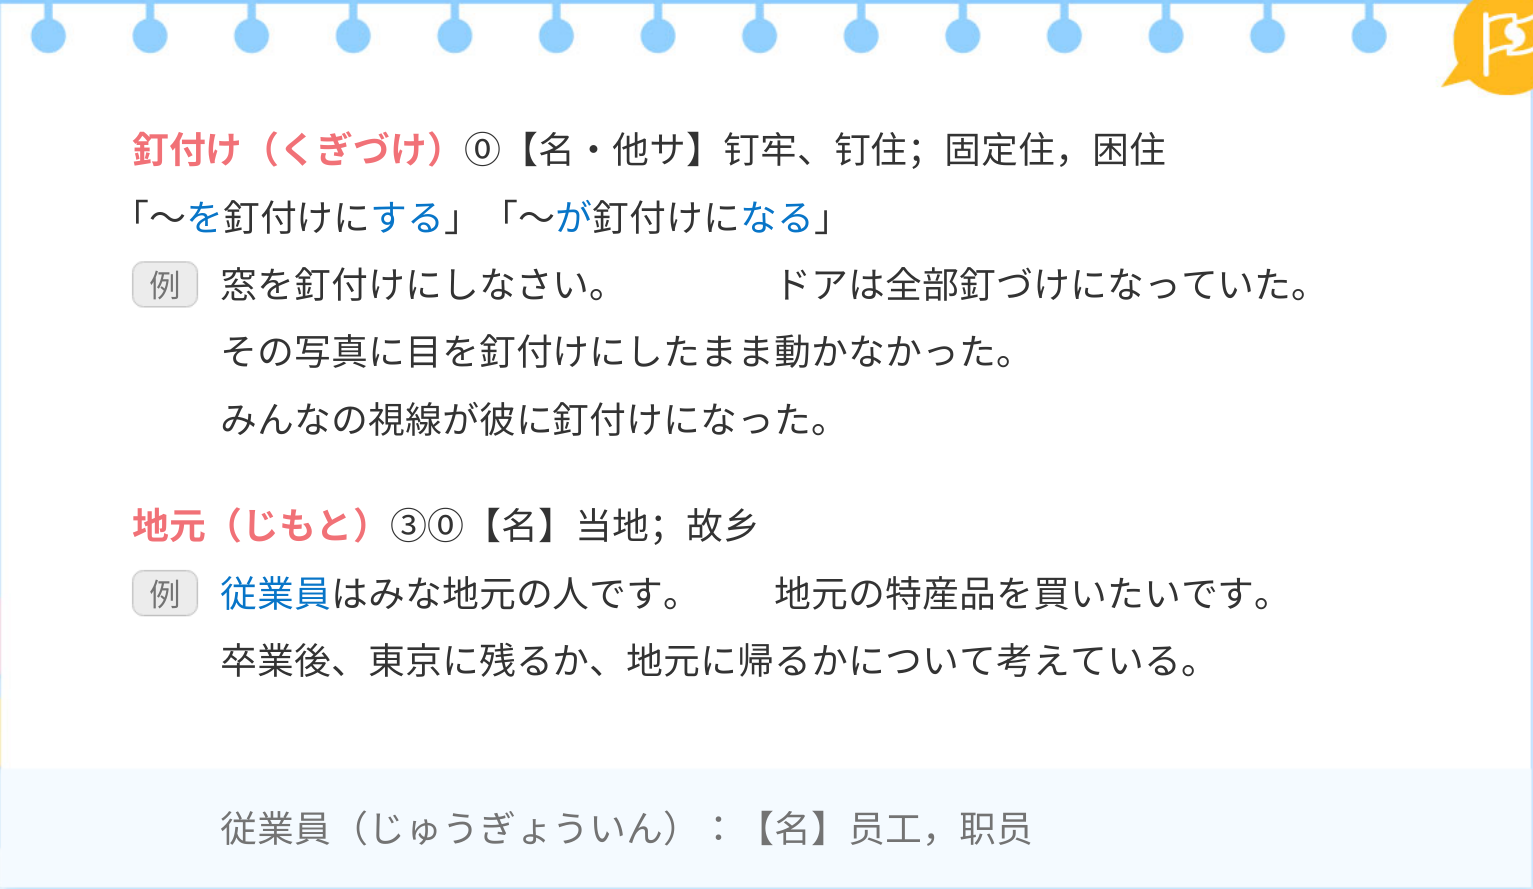 釘付け（くぎづけ）⓪【名・他サ】钉牢、钉住；固定住，困住
「～を釘付けにする」「～が釘付けになる」
例 窓を釘付けにしなさい。 ドアは全部釘づけになっていた。
その写真に目を釘付けにしたまま動かなかった。
みんなの視線が彼に釘付けになった。
地元（じもと）③⓪【名】当地；故乡
例 従業員はみな地元の人です。 地元の特産品を買いたいです。
卒業後、東京に残るか、地元に帰るかについて考えている。
従業員（じゅうぎょういん）：【名】员工，职员